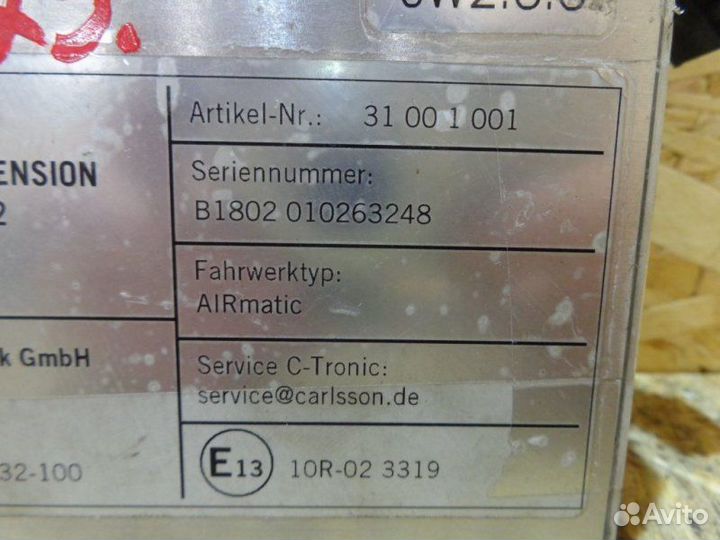 Artikel-Nr.: 31 00 1 001
ENSION
2
Seriennummer:
B1802 010263248
Fahrwerktyp:
AIRmatic
k GmbH
Service C-Tronic:
service@carlsson.de
32-100
E13 10R-02 3319
Avito